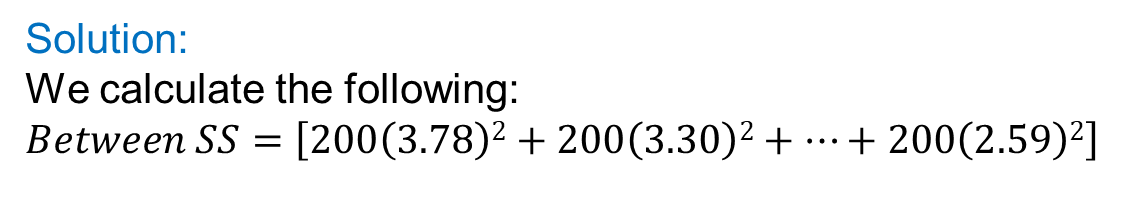 Solution:
We calculate the following:
Between SS = [200(3.78)² + 200(3.30)² + ⋯ + 200(2.59)²]